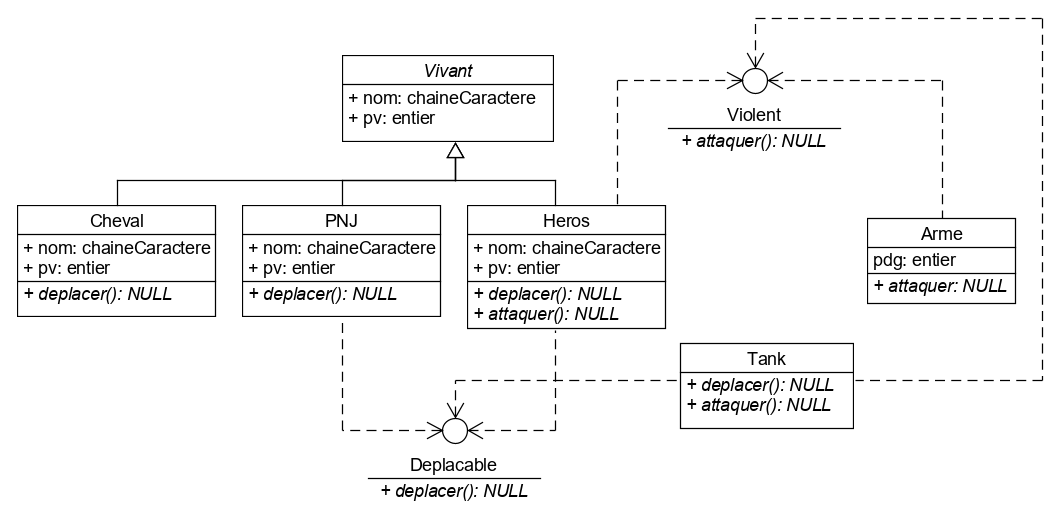 Vivant
+ nom: chaineCaractere
+ pv: entier
Violent
+ attaquer(): NULL
Cheval
+ nom: chaineCaractere
+ pv: entier
+ deplacer(): NULL
PNJ
+ nom: chaineCaractere
+ pv: entier
+ deplacer(): NULL
Heros
+ nom: chaineCaractere
+ pv: entier
+ deplacer(): NULL
+ attaquer(): NULL
Arme
pdg: entier
+ attaquer: NULL
Tank
+ deplacer(): NULL
+ attaquer(): NULL
Deplacable
+ deplacer(): NULL